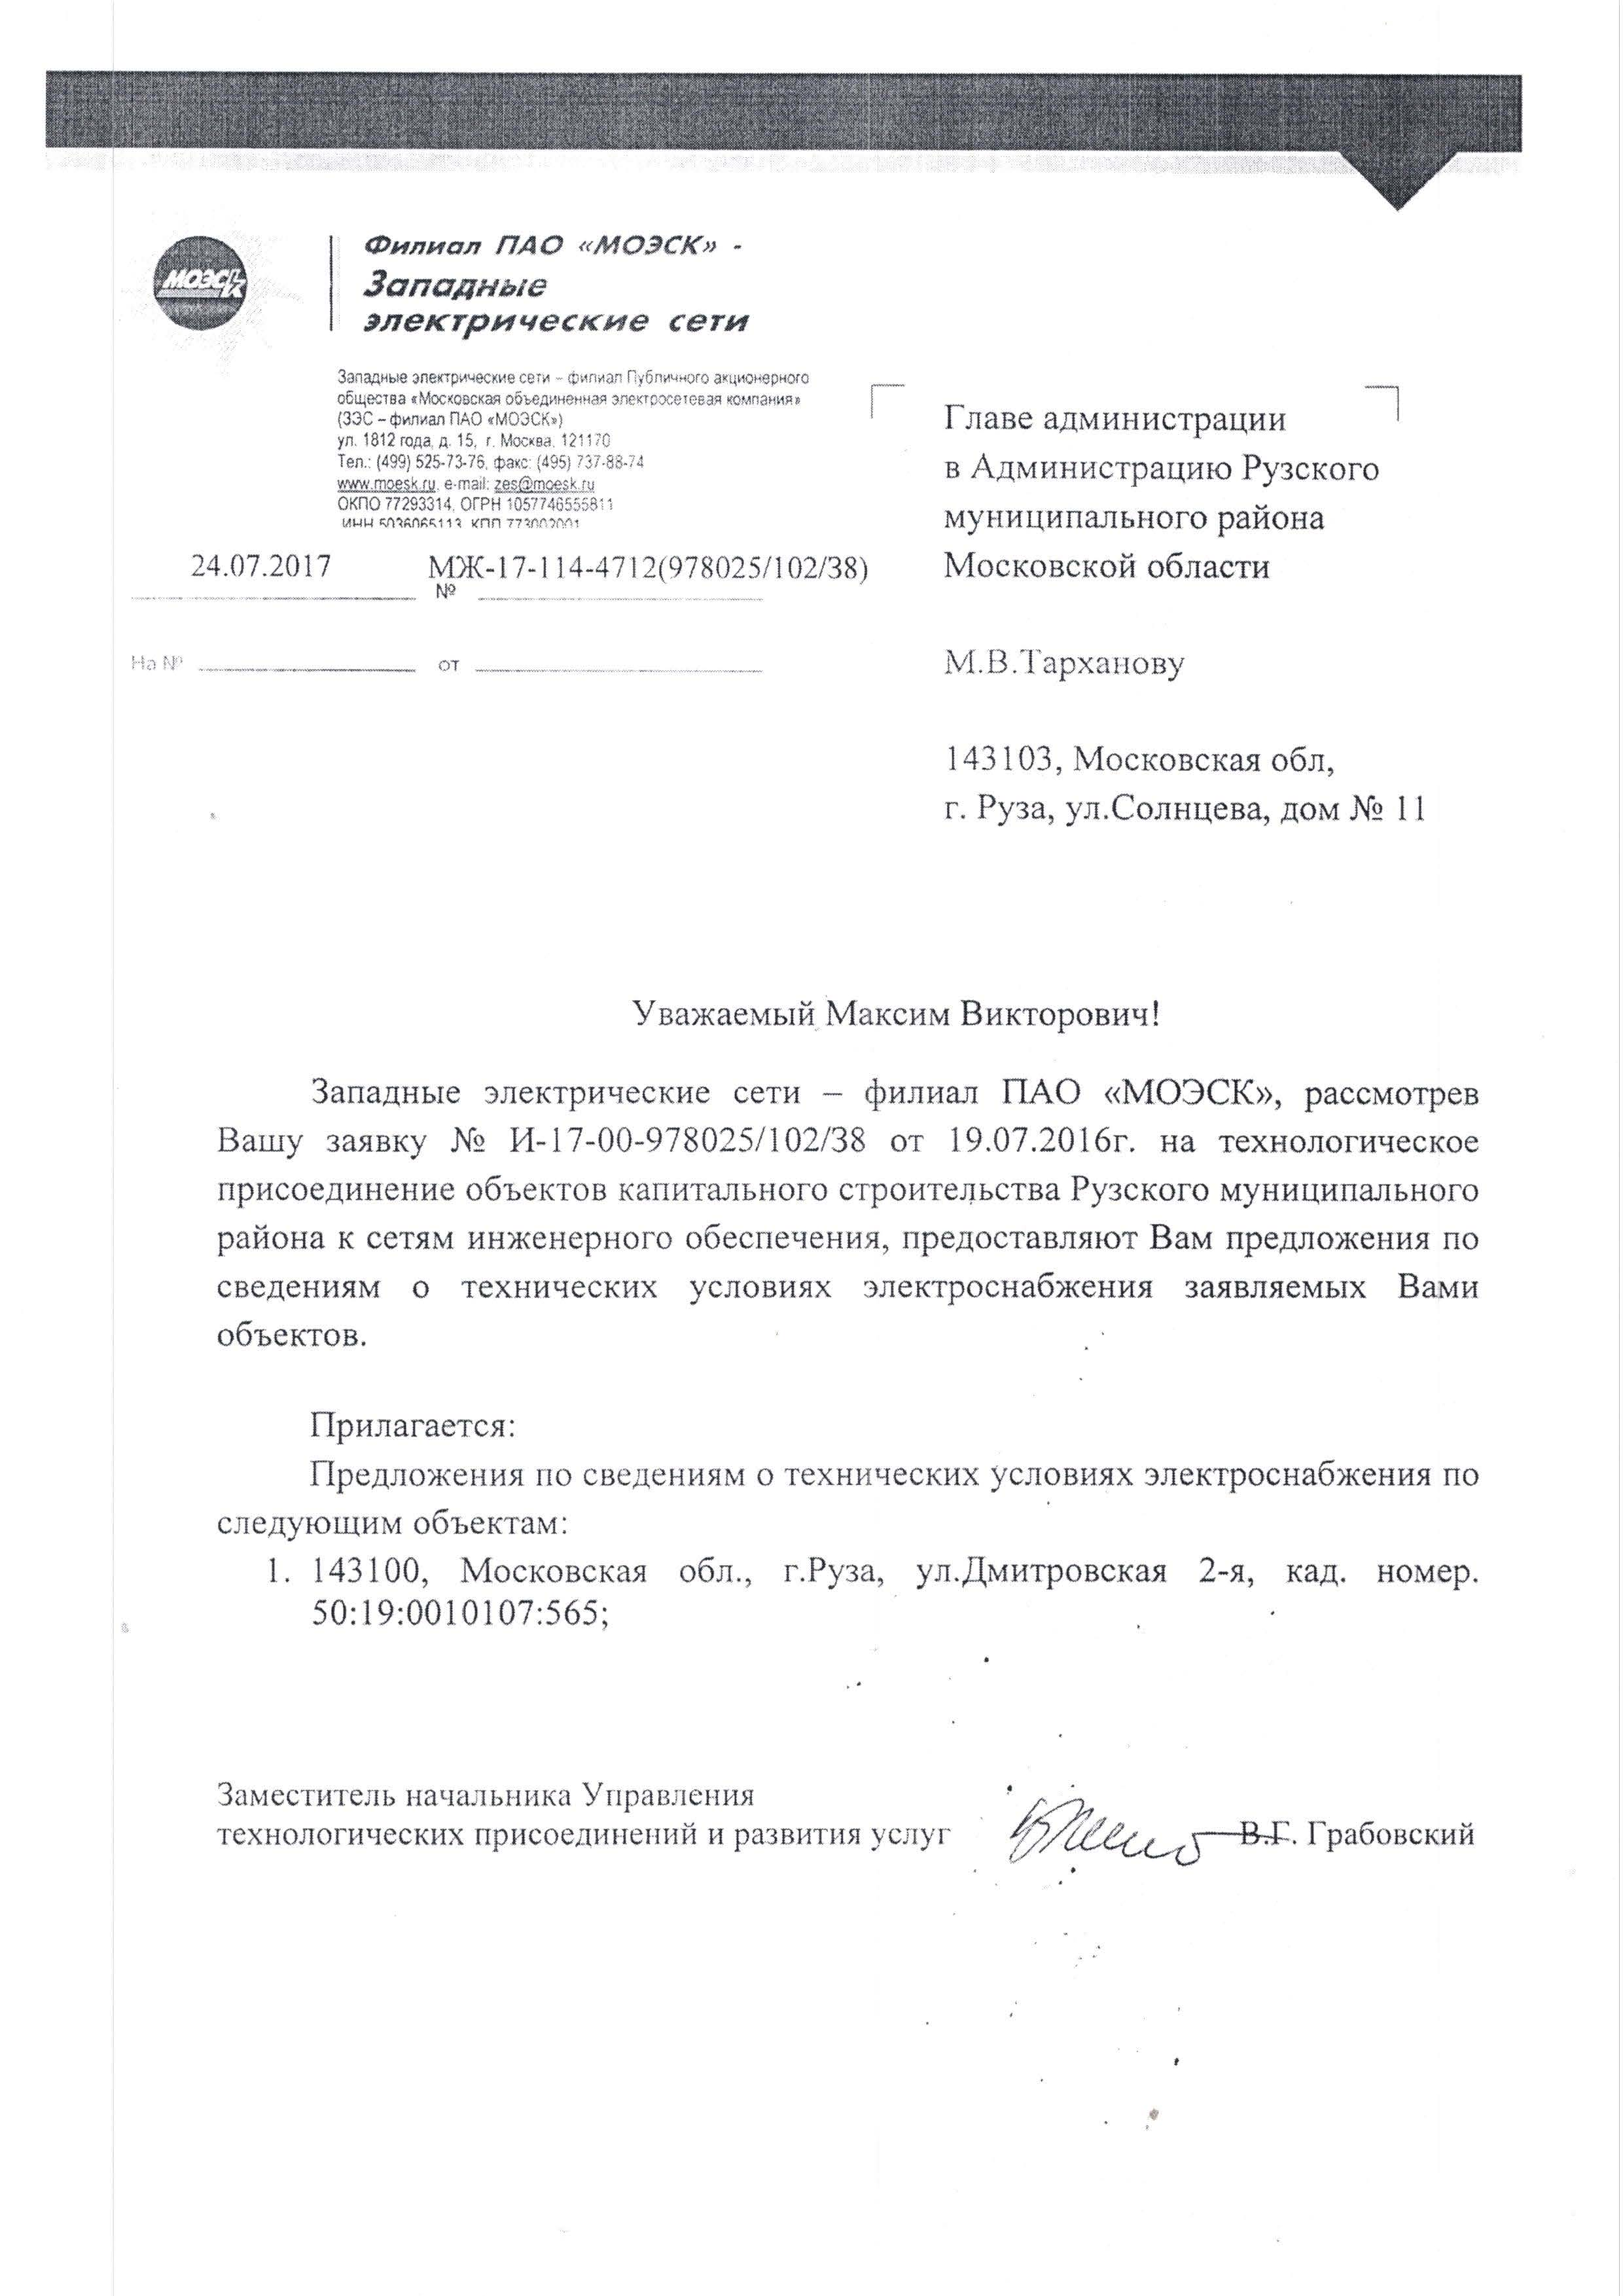 МОЭСК
Филиал ПАО «МОЭСК» -
Западные
электрические сети
Западные электрические сети – филиал Публичного акционерного
общества «Московская объединенная электросетевая компания»
(ЗЭС – филиал ПАО «МОЭСК»)
ул. 1812 года, д. 15, г. Москва, 121170
Тел.: (499) 525-73-76, факс: (495) 737-88-74
www.moesk.ru, e-mail: zes@moesk.ru
ОКПО 77293314, ОГРН 1057746555811
ИНН 5036065113, КПП 773002001
24.07.2017 МЖ-17-114-4712(978025/102/38)
№
На № от
Главе администрации
в Администрацию Рузского
муниципального района
Московской области
М.В.Тарханову
143103, Московская обл,
г. Руза, ул.Солнцева, дом № 11
Уважаемый Максим Викторович!
Западные электрические сети – филиал ПАО «МОЭСК», рассмотрев
Вашу заявку № И-17-00-978025/102/38 от 19.07.2016г. на технологическое
присоединение объектов капитального строительства Рузского муниципального
района к сетям инженерного обеспечения, предоставляют Вам предложения по
сведениям о технических условиях электроснабжения заявляемых Вами
объектов.
Прилагается:
Предложения по сведениям о технических условиях электроснабжения по
следующим объектам:
1. 143100, Московская обл., г.Руза, ул.Дмитровская 2-я, кад. номер.
50:19:0010107:565;
Заместитель начальника Управления
технологических присоединений и развития услуг В.Г. Грабовский